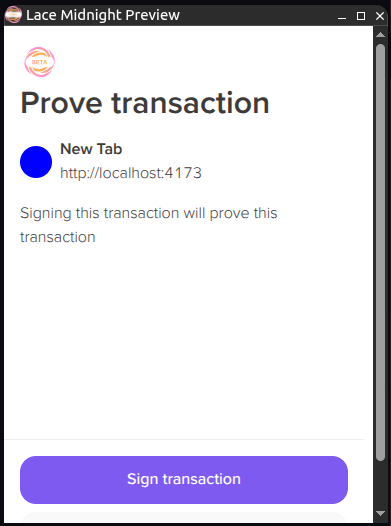 Lace Midnight Preview
BETA
Prove transaction
New Tab
http://localhost:4173
Signing this transaction will prove this
transaction
Sign transaction